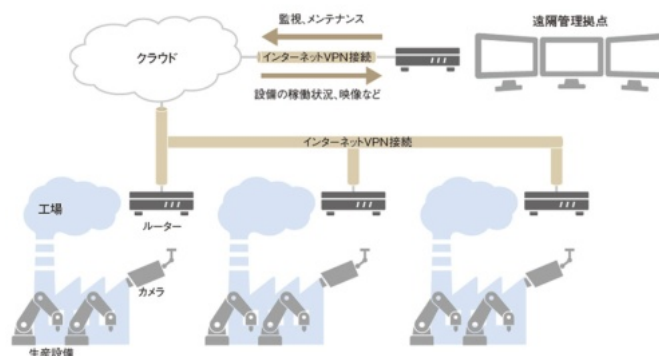 監視、メンテナンス
遠隔管理拠点
クラウド
インターネットVPN接続
設備の稼働状況、映像など
インターネットVPN接続
工場
ルーター
カメラ
生産設備